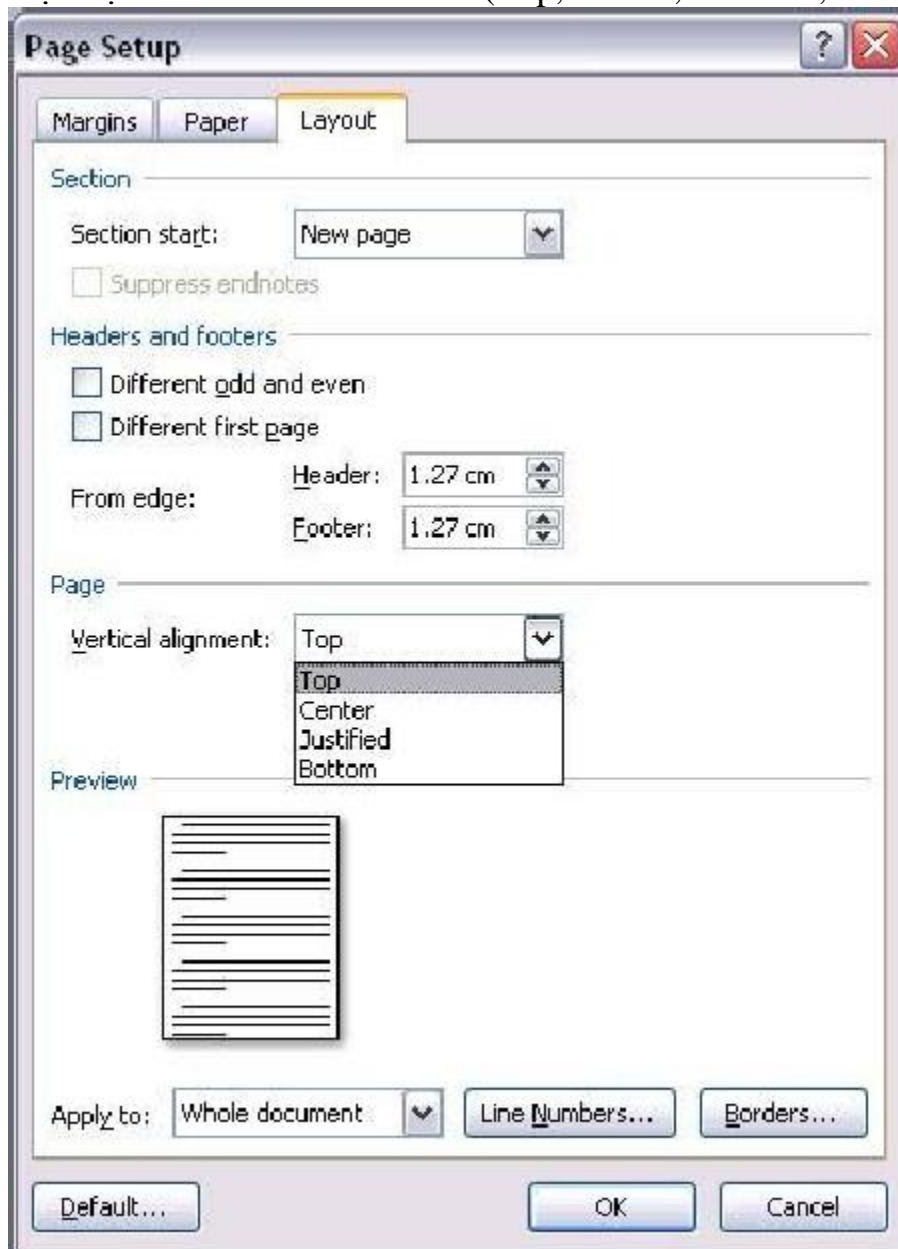 Page Setup
Margins Paper Layout
Section
Section start: New page
Suppress endnotes
Headers and footers
Different odd and even
Different first page
From edge:
Header: 1.27 cm
Footer: 1.27 cm
Page
Vertical alignment: Top
Top
Center
Justified
Bottom
Preview
Apply to: Whole document Line Numbers... Borders...
Default... OK Cancel